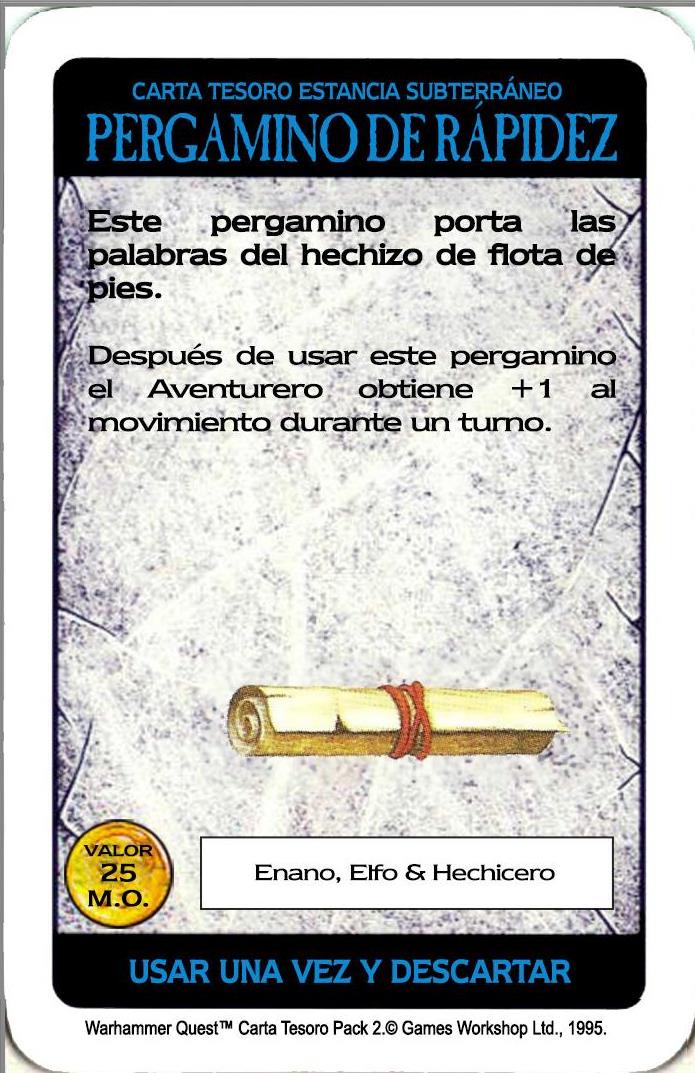 CARTA TESORO ESTANCIA SUBTERRÁNEO
PERGAMINO DE RÁPIDEZ
Este pergamino porta las
palabras del hechizo de flota de
pies.
Después de usar este pergamino
el Aventurero obtiene +1 al
movimiento durante un turno.
VALOR
25
M.O.
Enano, Elfo & Hechicero
USAR UNA VEZ Y DESCARTAR
Warhammer Quest™ Carta Tesoro Pack 2.© Games Workshop Ltd., 1995.